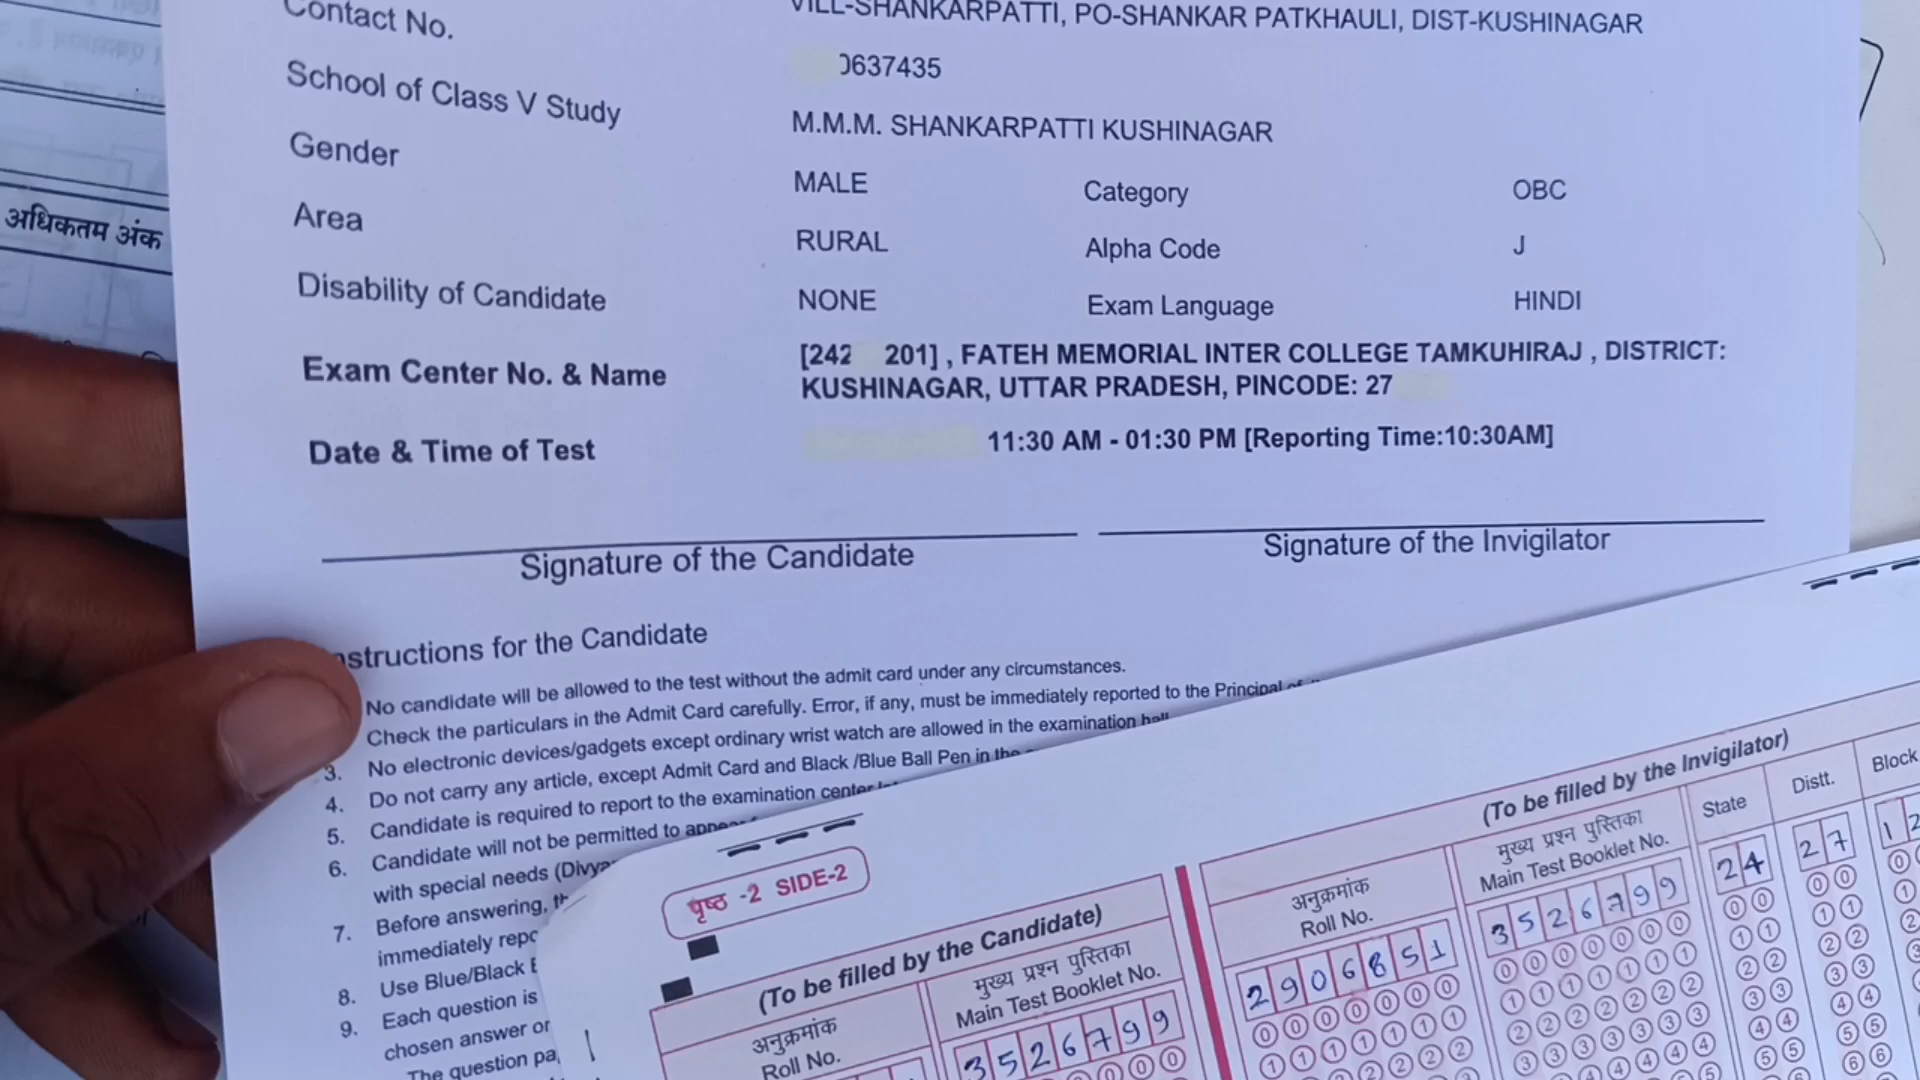 VILL-SHANKARPATTI, PO-SHANKAR PATKHAULI, DIST-KUSHINAGAR
Contact No. 0637435
School of Class V Study M.M.M. SHANKARPATTI KUSHINAGAR
Gender MALE Category OBC
Area RURAL Alpha Code J
Disability of Candidate NONE Exam Language HINDI
Exam Center No. & Name [242 201] , FATEH MEMORIAL INTER COLLEGE TAMKUHIRAJ , DISTRICT:
KUSHINAGAR, UTTAR PRADESH, PINCODE: 27
Date & Time of Test 11:30 AM - 01:30 PM [Reporting Time:10:30AM]
Signature of the Candidate Signature of the Invigilator
nstructions for the Candidate
No candidate will be allowed to the test without the admit card under any circumstances.
Check the particulars in the Admit Card carefully. Error, if any, must be immediately reported to the Principal of
3. No electronic devices/gadgets except ordinary wrist watch are allowed in the examination hall
4. Do not carry any article, except Admit Card and Black /Blue Ball Pen in the
5. Candidate is required to report to the examination center
6. Candidate will not be permitted to appear
with special needs (Divya
7. Before answering, th
immediately repo
8. Use Blue/Black B
9. Each question is
chosen answer or
The question pa
अधिकतम अंक
पृष्ठ -2 SIDE-2
(To be filled by the Candidate)
अनुक्रमांक
Roll No.
मुख्य प्रश्न पुस्तिका
Main Test Booklet No.
3526799
(To be filled by the Invigilator)
अनुक्रमांक
Roll No.
2906851
मुख्य प्रश्न पुस्तिका
Main Test Booklet No.
3526799
State
24
Distt.
27
Block
12